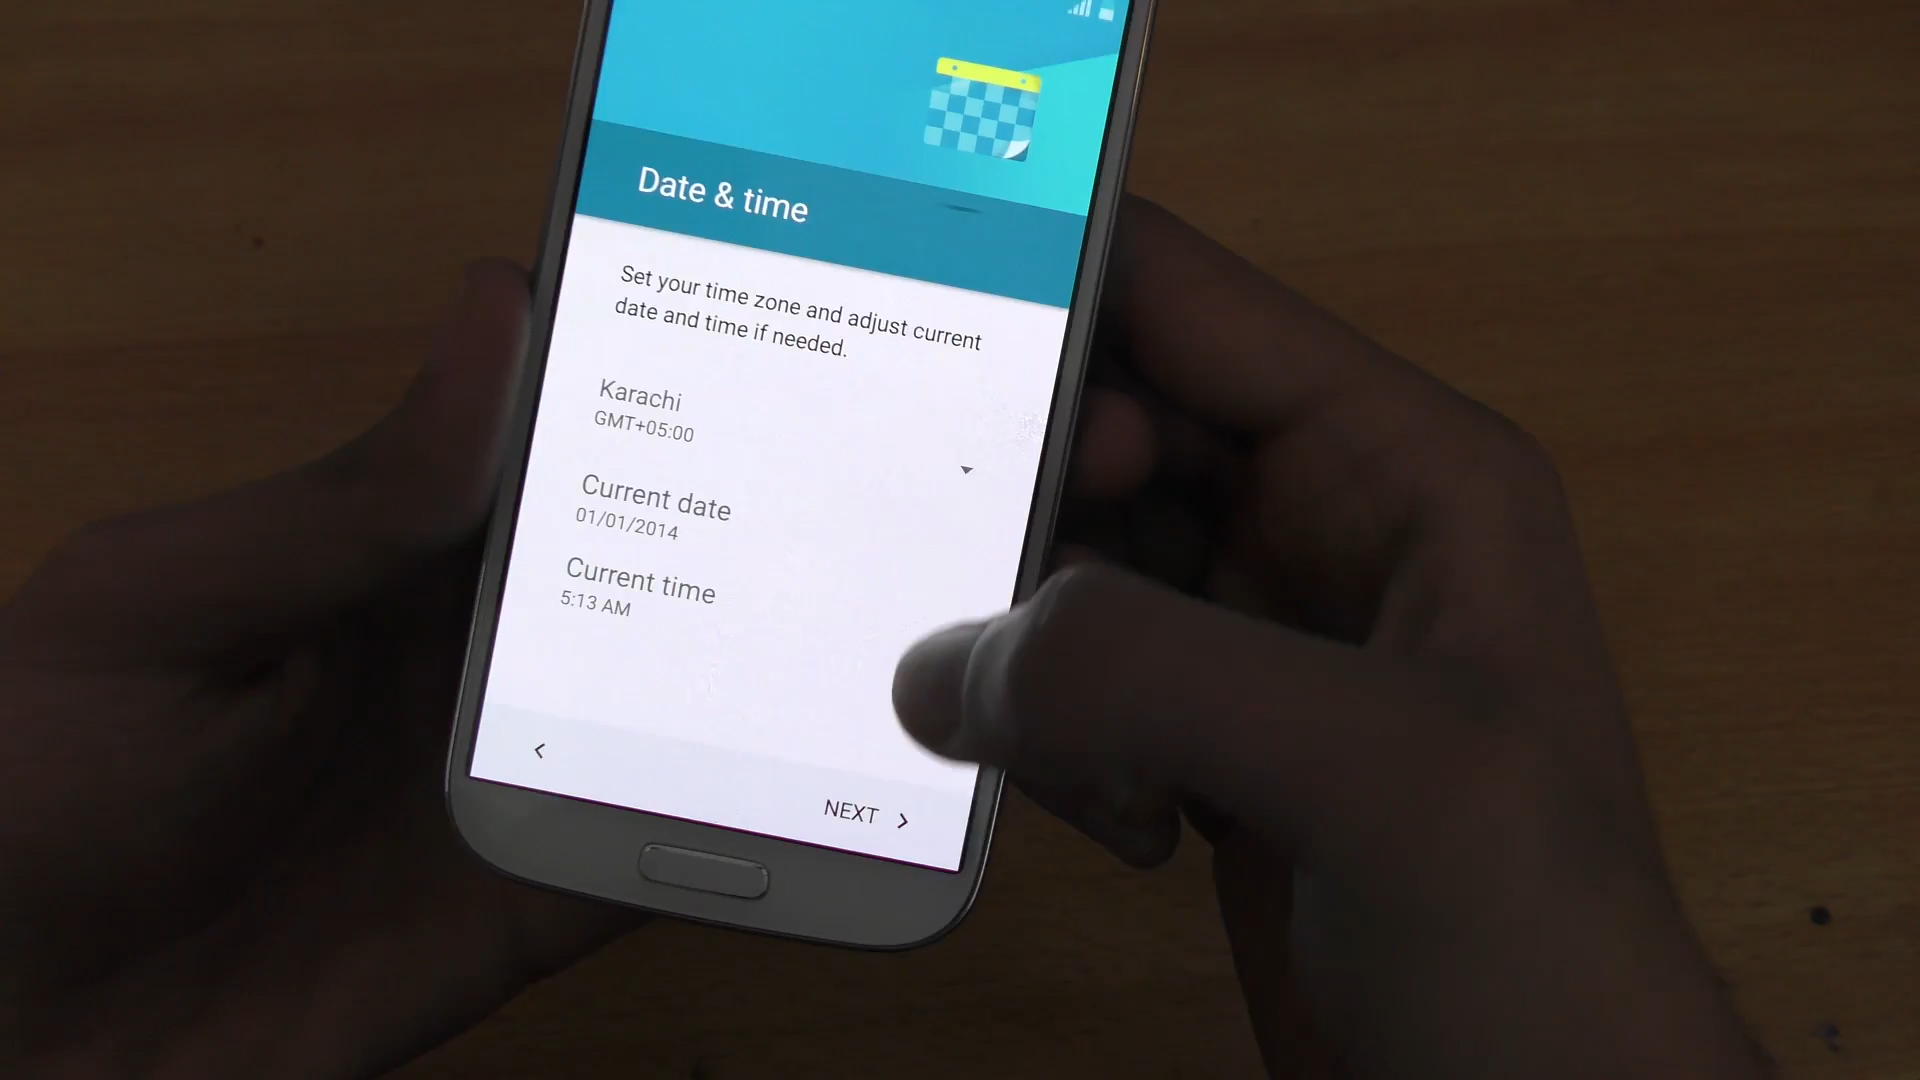 Date & time
Set your time zone and adjust current
date and time if needed.
Karachi
GMT+05:00
Current date
01/01/2014
Current time
5:13 AM
NEXT